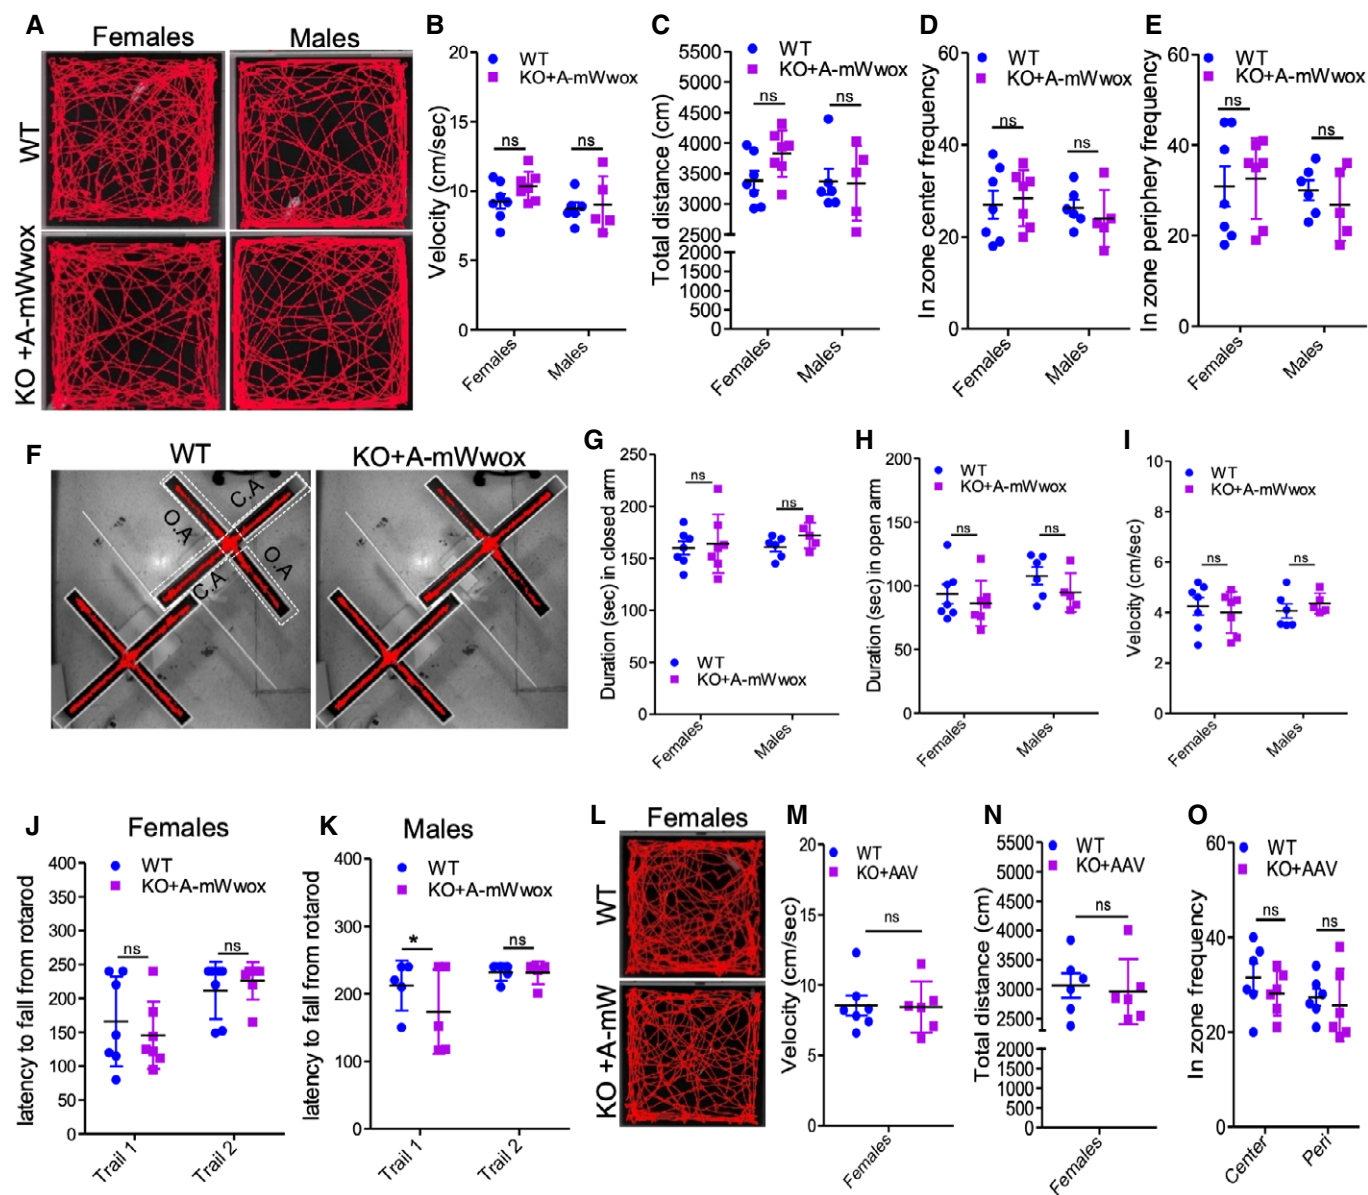 A
Females
Males
WT
KO +A-mWwox
B
WT
KO+A-mWwox
Velocity (cm/sec)
20
15
10
5
0
ns
ns
Females
Males
C
WT
KO+A-mWwox
Total distance (cm)
5500
5000
4500
4000
3500
3000
2500
2000
1500
1000
500
0
ns
ns
Females
Males
D
WT
KO+A-mWwox
In zone center frequency
60
40
20
0
ns
ns
Females
Males
E
WT
KO+A-mWwox
In zone periphery frequency
60
40
20
0
ns
ns
Females
Males
F
WT
KO+A-mWwox
C.A
O.A
O.A
C.A
G
Duration (sec) in closed arm
250
200
150
100
50
0
ns
ns
WT
KO+A-mWwox
Females
Males
H
WT
KO+A-mWwox
Duration (sec) in open arm
200
150
100
50
0
ns
ns
Females
Males
I
WT
KO+A-mWwox
Velocity (cm/sec)
10
8
6
4
2
0
ns
ns
Females
Males
J
Females
WT
KO+A-mWwox
latency to fall from rotarod
400
350
300
250
200
150
100
50
0
ns
ns
Trail 1
Trail 2
K
Males
WT
KO+A-mWwox
latency to fall from rotarod
400
300
200
100
0
*
ns
Trail 1
Trail 2
L
Females
WT
KO +A-mW
M
WT
KO+AAV
Velocity (cm/sec)
20
15
10
5
0
ns
Females
N
WT
KO+AAV
Total distance (cm)
5500
5000
4500
4000
3500
3000
2500
2000
1500
1000
500
0
ns
Females
O
WT
KO+AAV
In zone frequency
60
40
20
0
ns
ns
Center
Peri